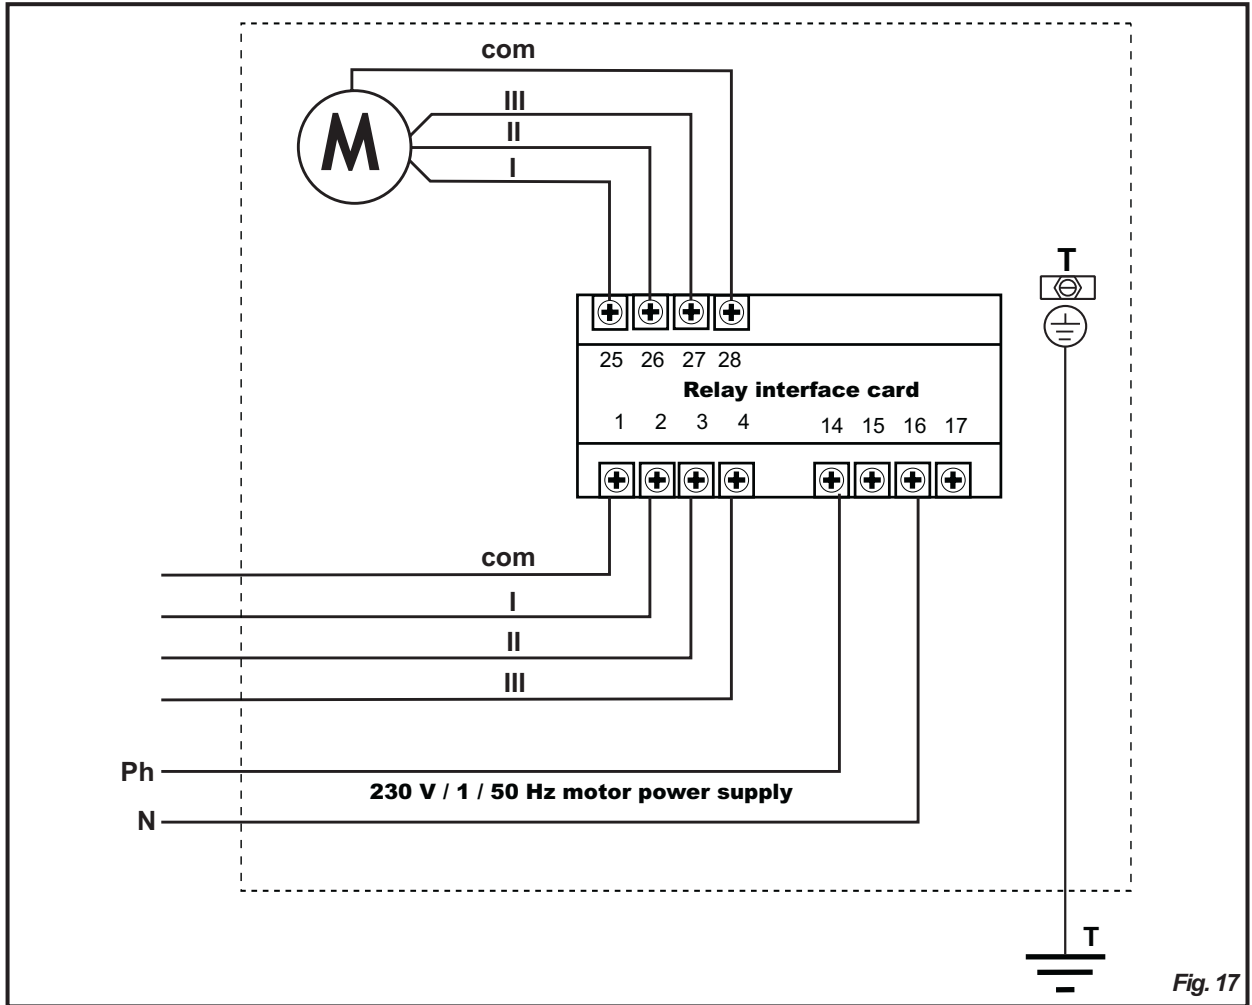 com
III
II
I
M
T
25 26 27 28
Relay interface card
1 2 3 4 14 15 16 17
com
I
II
III
Ph
230 V / 1 / 50 Hz motor power supply
N
T
Fig. 17